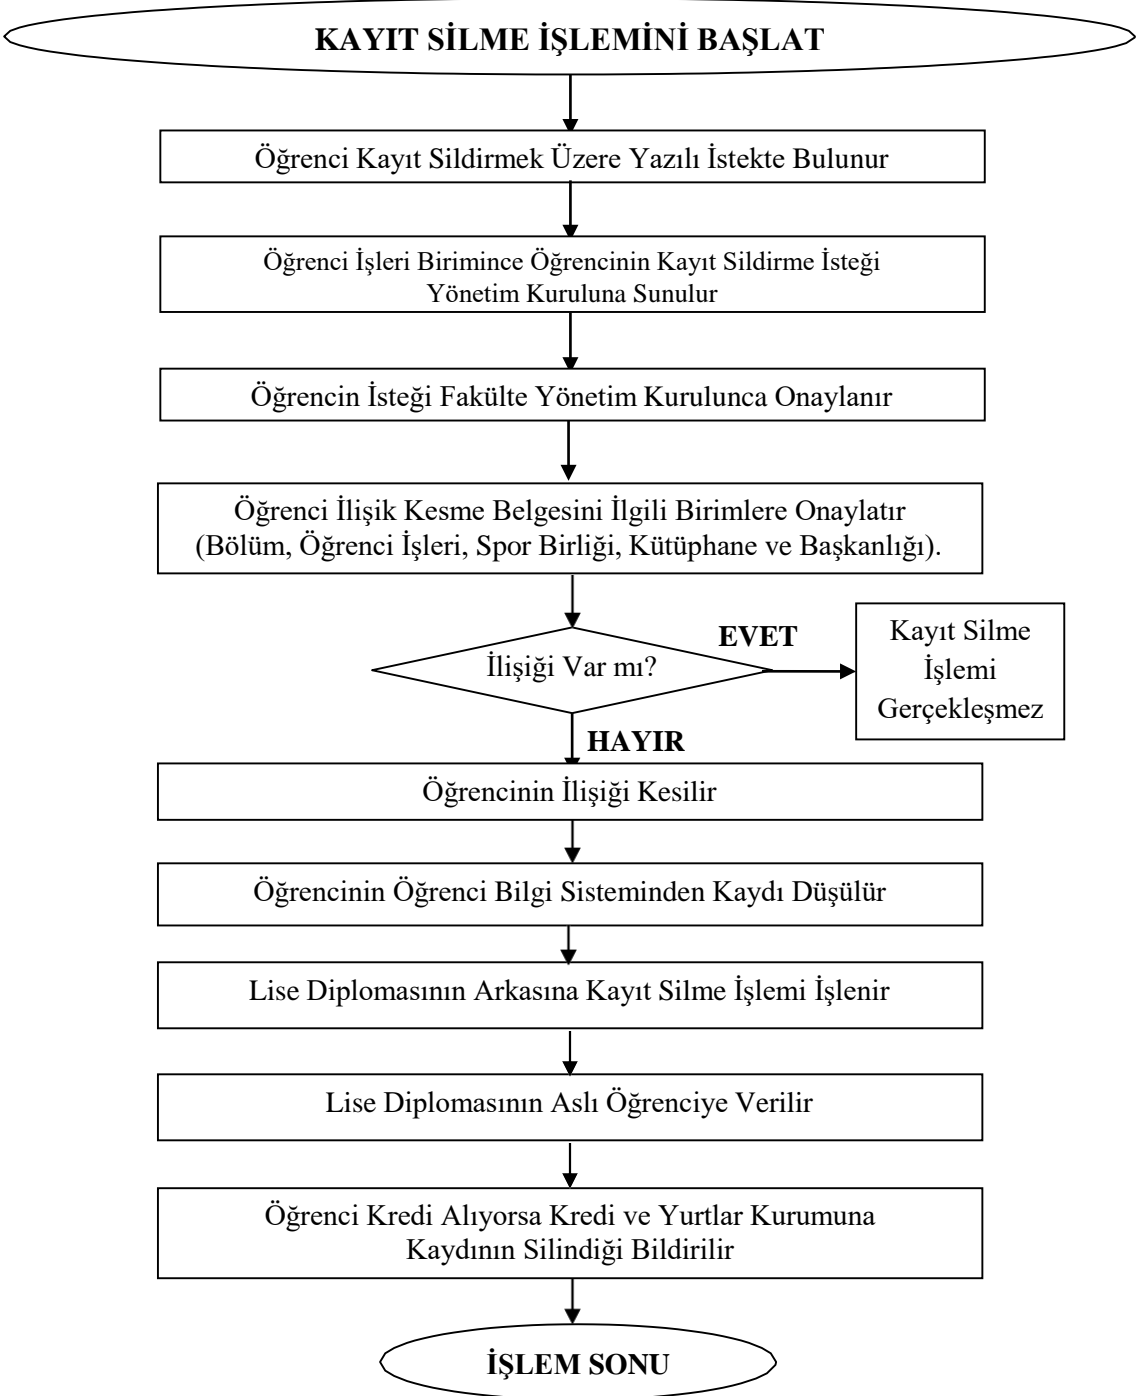 KAYIT SİLME İŞLEMİNİ BAŞLAT
Öğrenci Kayıt Sildirmek Üzere Yazılı İstekte Bulunur
Öğrenci İşleri Birimince Öğrencinin Kayıt Sildirme İsteği
Yönetim Kuruluna Sunulur
Öğrencin İsteği Fakülte Yönetim Kurulunca Onaylanır
Öğrenci İlişik Kesme Belgesini İlgili Birimlere Onaylatır
(Bölüm, Öğrenci İşleri, Spor Birliği, Kütüphane ve Başkanlığı).
İlişiği Var mı?
EVET
Kayıt Silme
İşlemi
Gerçekleşmez
HAYIR
Öğrencinin İlişiği Kesilir
Öğrencinin Öğrenci Bilgi Sisteminden Kaydı Düşülür
Lise Diplomasının Arkasına Kayıt Silme İşlemi İşlenir
Lise Diplomasının Aslı Öğrenciye Verilir
Öğrenci Kredi Alıyorsa Kredi ve Yurtlar Kurumuna
Kaydının Silindiği Bildirilir
İŞLEM SONU